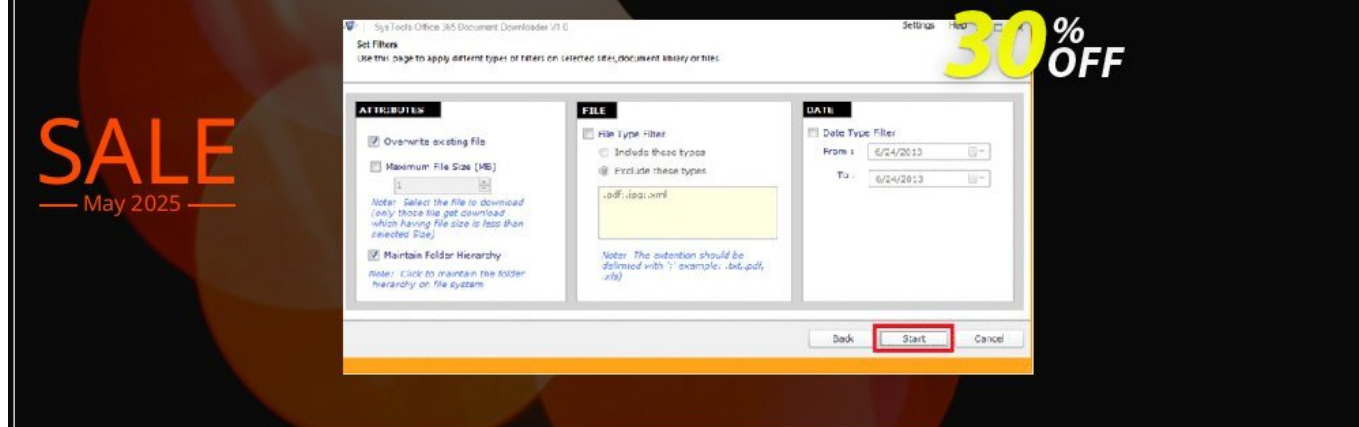 SALE
May 2025
30%
OFF
SysTools Office 365 Document Downloader V1.0
Settings Help
Set Filters
Use this page to apply differnt types of filters on selected sites,document library or files.
ATTRIBUTES
Overwrite existing file
Maximum File Size (MB)
1
Note: Select the file to download
(only those file get download
which having file size is less than
selected Size)
Maintain Folder Hierarchy
Note: Click to maintain the folder
hierarchy on file system
FILE
File Type Filter
Include these types
Exclude these types
.pdf;.jpg;.xml
Note: The extention should be
delimted with ';' example: .txt,.pdf,
.xls)
DATE
Date Type Filter
From :
6/24/2013
To :
6/24/2013
Back
Start
Cancel